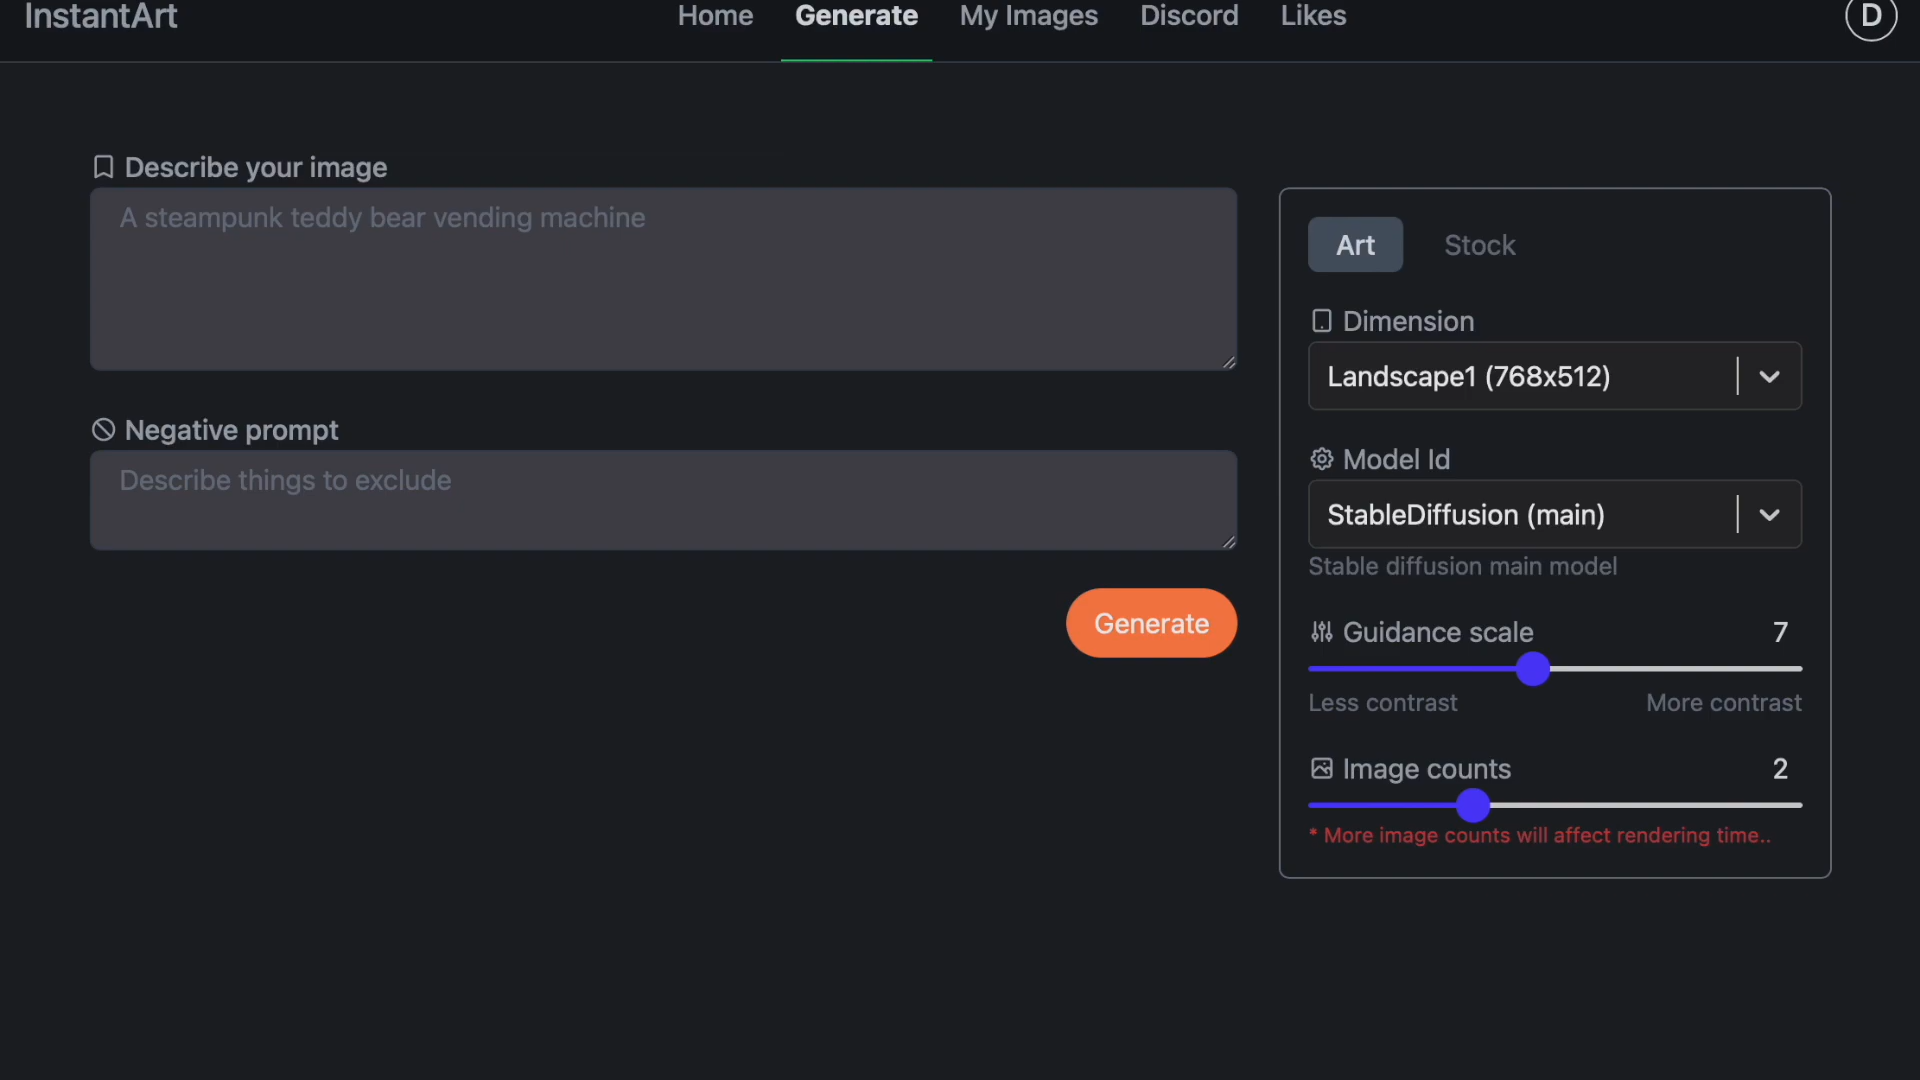 InstantArt
Home Generate My Images Discord Likes
D
Describe your image
A steampunk teddy bear vending machine
Negative prompt
Describe things to exclude
Generate
Art Stock
Dimension
Landscape1 (768x512)
Model Id
StableDiffusion (main)
Stable diffusion main model
Guidance scale 7
Less contrast More contrast
Image counts 2
* More image counts will affect rendering time..